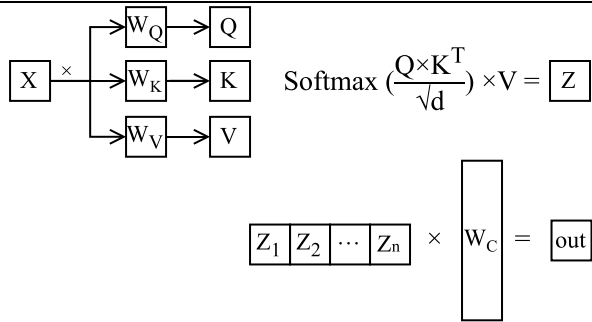 W_Q Q
X × W_K K Softmax (Q×K^T/√d) ×V = Z
W_V V
Z_1 Z_2 ⋯ Z_n × W_C = out